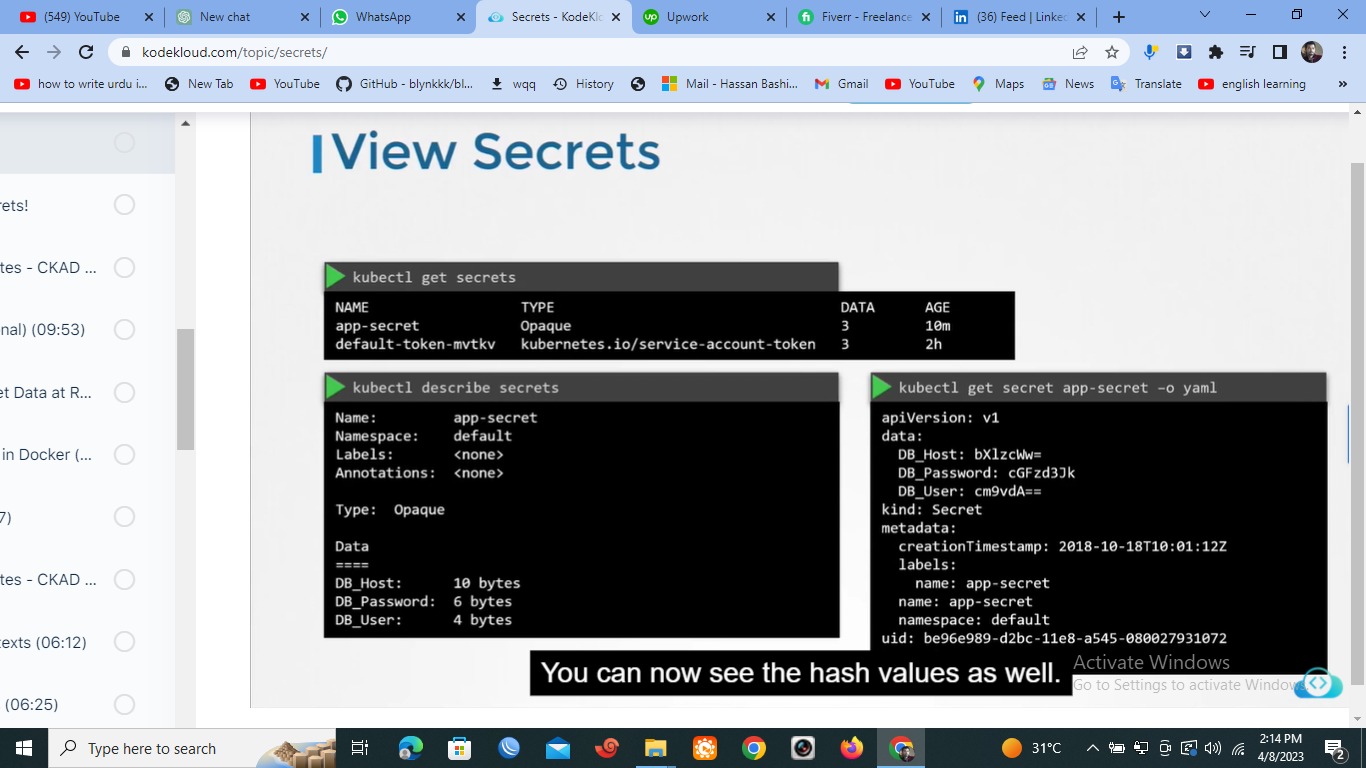 (549) YouTube
New chat
WhatsApp
Secrets - KodeKlo
Upwork
Fiverr - Freelance
(36) Feed | Linked
kodekloud.com/topic/secrets/
how to write urdu i...
New Tab
YouTube
GitHub - blynkkk/bl...
wqq
History
Mail - Hassan Bashi...
Gmail
YouTube
Maps
News
Translate
english learning
»
rets!
tes - CKAD ...
nal) (09:53)
et Data at R...
in Docker (...
7)
tes - CKAD ...
texts (06:12)
(06:25)
View Secrets
kubectl get secrets
NAME TYPE DATA AGE
app-secret Opaque 3 10m
default-token-mvtkv kubernetes.io/service-account-token 3 2h
kubectl describe secrets
Name: app-secret
Namespace: default
Labels: <none>
Annotations: <none>
Type: Opaque
Data
====
DB_Host: 10 bytes
DB_Password: 6 bytes
DB_User: 4 bytes
kubectl get secret app-secret –o yaml
apiVersion: v1
data:
DB_Host: bXlzcWw=
DB_Password: cGFzd3Jk
DB_User: cm9vdA==
kind: Secret
metadata:
creationTimestamp: 2018-10-18T10:01:12Z
labels:
name: app-secret
name: app-secret
namespace: default
uid: be96e989-d2bc-11e8-a545-080027931072
You can now see the hash values as well.
Activate Windows
Go to Settings to activate Windows.
Type here to search
31°C
2:14 PM
4/8/2023
2